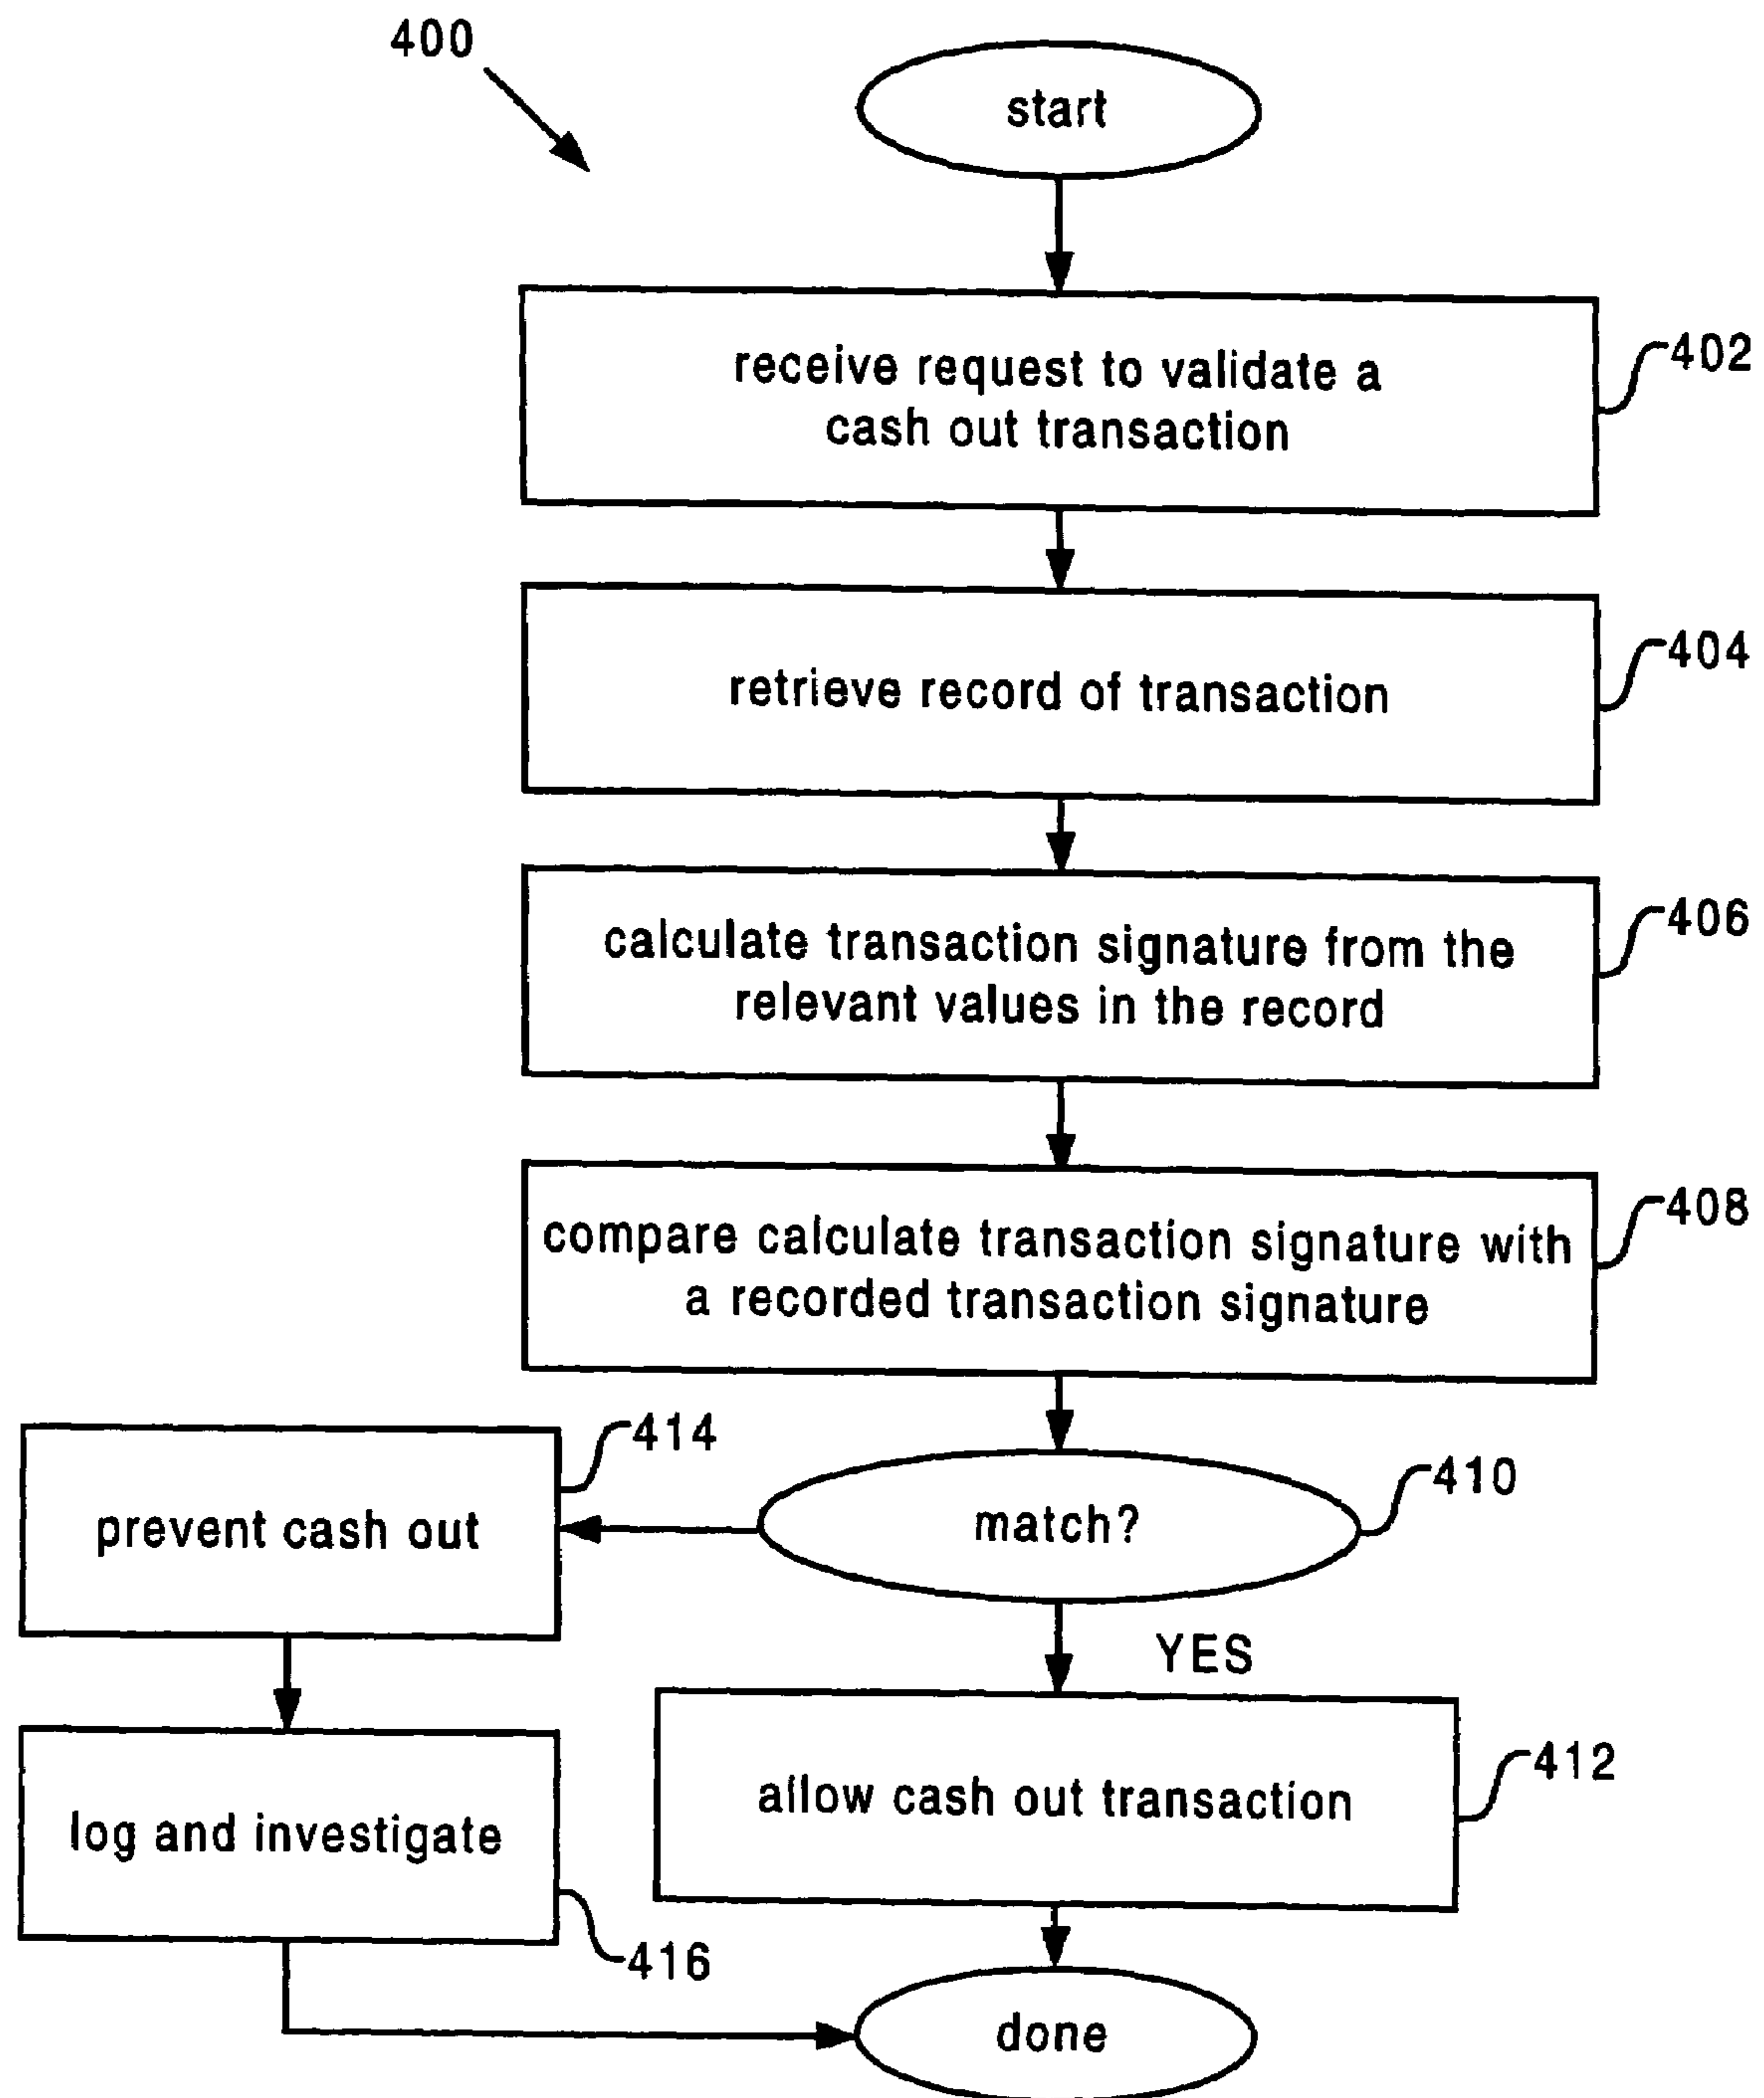 400
start
receive request to validate a
cash out transaction
402
retrieve record of transaction
404
calculate transaction signature from the
relevant values in the record
406
compare calculate transaction signature with
a recorded transaction signature
408
414
prevent cash out
match?
410
YES
log and investigate
416
allow cash out transaction
412
done